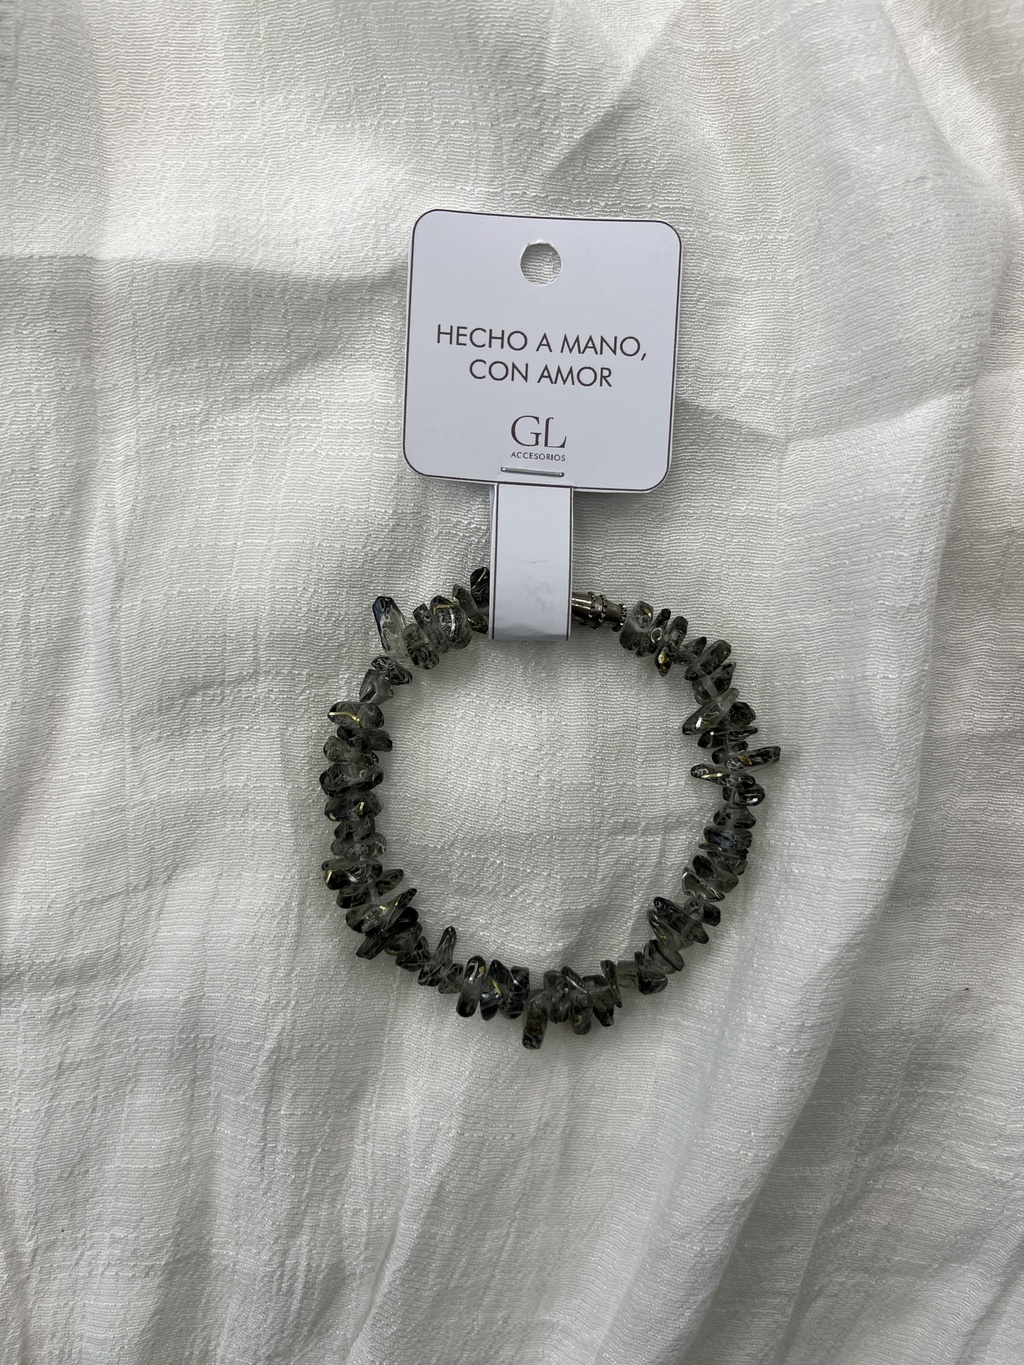 HECHO A MANO,
CON AMOR
GL
ACCESORIOS